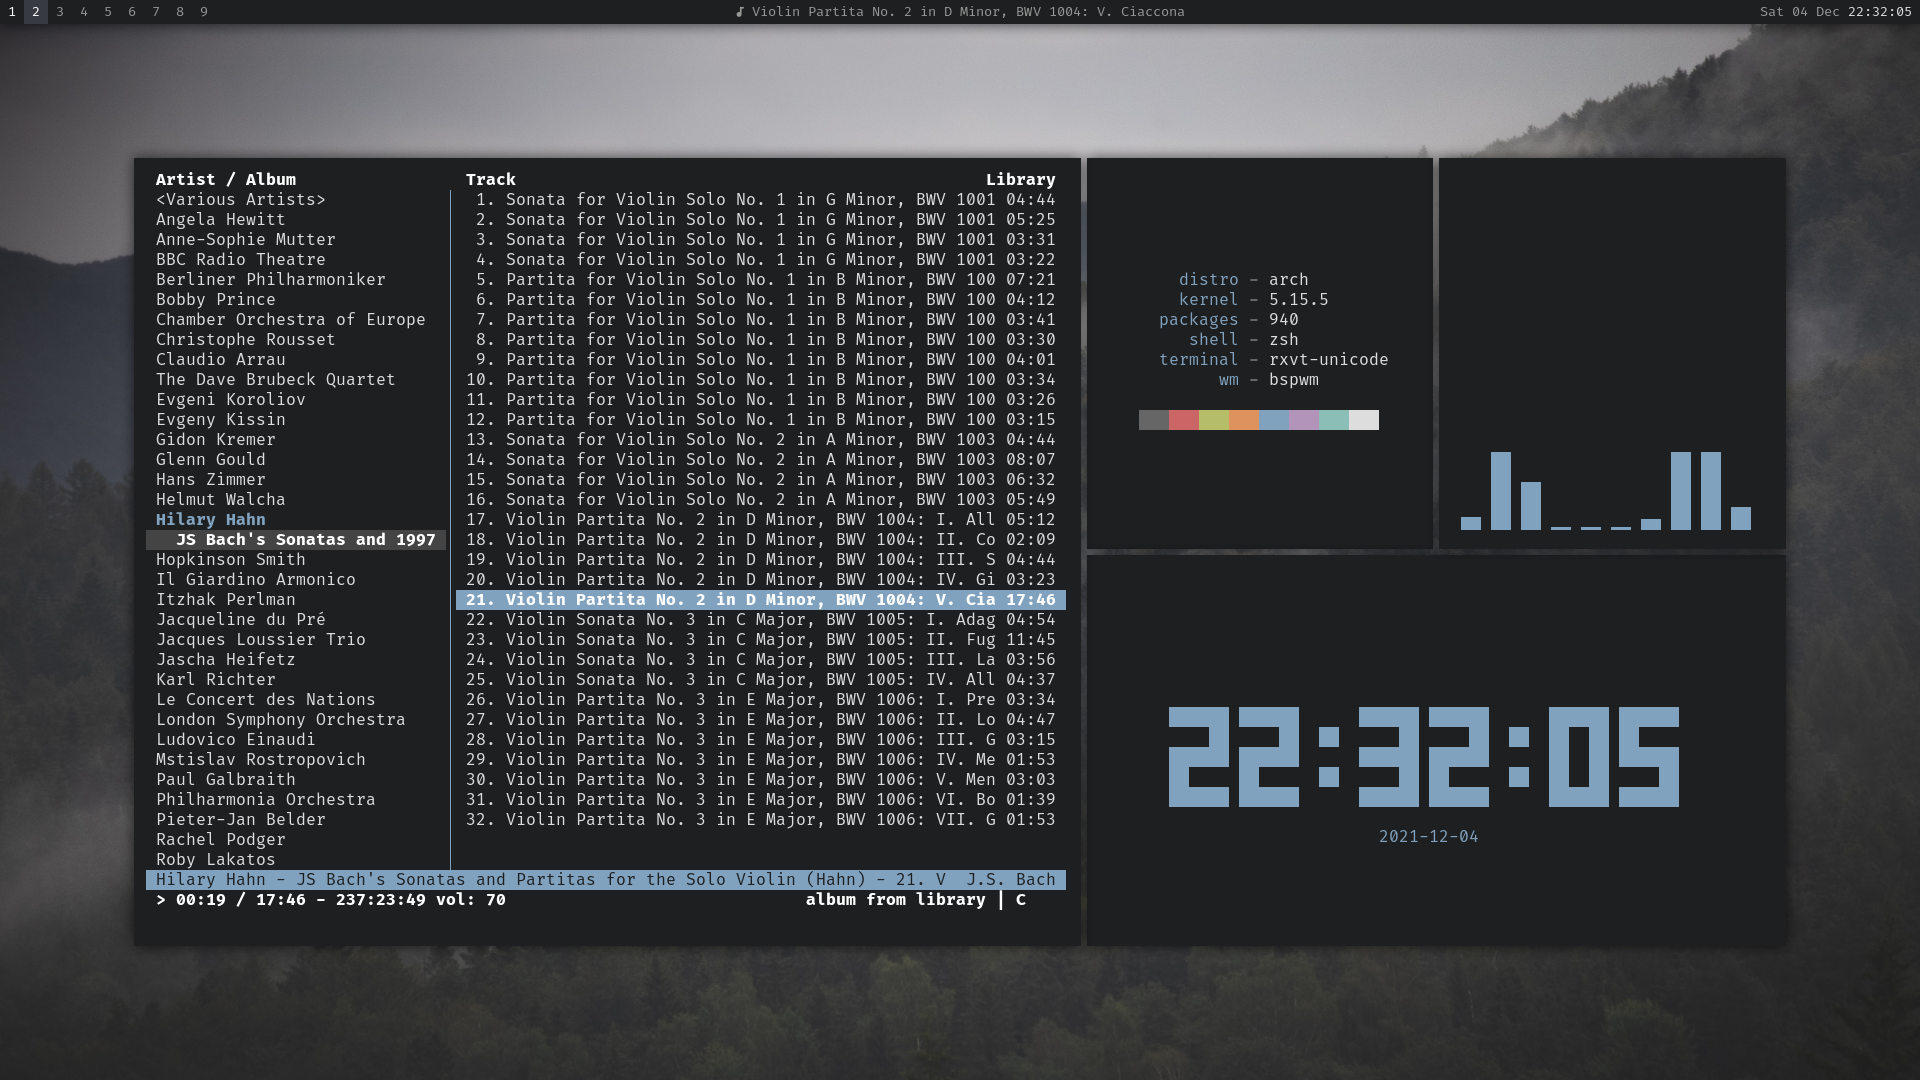 1 2 3 4 5 6 7 8 9
Violin Partita No. 2 in D Minor, BWV 1004: V. Ciaccona
Sat 04 Dec 22:32:05
Artist / Album
<Various Artists>
Angela Hewitt
Anne-Sophie Mutter
BBC Radio Theatre
Berliner Philharmoniker
Bobby Prince
Chamber Orchestra of Europe
Christophe Rousset
Claudio Arrau
The Dave Brubeck Quartet
Evgeni Koroliov
Evgeny Kissin
Gidon Kremer
Glenn Gould
Hans Zimmer
Helmut Walcha
Hilary Hahn
JS Bach's Sonatas and 1997
Hopkinson Smith
Il Giardino Armonico
Itzhak Perlman
Jacqueline du Pré
Jacques Loussier Trio
Jascha Heifetz
Karl Richter
Le Concert des Nations
London Symphony Orchestra
Ludovico Einaudi
Mstislav Rostropovich
Paul Galbraith
Philharmonia Orchestra
Pieter-Jan Belder
Rachel Podger
Roby Lakatos
Track Library
1. Sonata for Violin Solo No. 1 in G Minor, BWV 1001 04:44
2. Sonata for Violin Solo No. 1 in G Minor, BWV 1001 05:25
3. Sonata for Violin Solo No. 1 in G Minor, BWV 1001 03:31
4. Sonata for Violin Solo No. 1 in G Minor, BWV 1001 03:22
5. Partita for Violin Solo No. 1 in B Minor, BWV 100 07:21
6. Partita for Violin Solo No. 1 in B Minor, BWV 100 04:12
7. Partita for Violin Solo No. 1 in B Minor, BWV 100 03:41
8. Partita for Violin Solo No. 1 in B Minor, BWV 100 03:30
9. Partita for Violin Solo No. 1 in B Minor, BWV 100 04:01
10. Partita for Violin Solo No. 1 in B Minor, BWV 100 03:34
11. Partita for Violin Solo No. 1 in B Minor, BWV 100 03:26
12. Partita for Violin Solo No. 1 in B Minor, BWV 100 03:15
13. Sonata for Violin Solo No. 2 in A Minor, BWV 1003 04:44
14. Sonata for Violin Solo No. 2 in A Minor, BWV 1003 08:07
15. Sonata for Violin Solo No. 2 in A Minor, BWV 1003 06:32
16. Sonata for Violin Solo No. 2 in A Minor, BWV 1003 05:49
17. Violin Partita No. 2 in D Minor, BWV 1004: I. All 05:12
18. Violin Partita No. 2 in D Minor, BWV 1004: II. Co 02:09
19. Violin Partita No. 2 in D Minor, BWV 1004: III. S 04:44
20. Violin Partita No. 2 in D Minor, BWV 1004: IV. Gi 03:23
21. Violin Partita No. 2 in D Minor, BWV 1004: V. Cia 17:46
22. Violin Sonata No. 3 in C Major, BWV 1005: I. Adag 04:54
23. Violin Sonata No. 3 in C Major, BWV 1005: II. Fug 11:45
24. Violin Sonata No. 3 in C Major, BWV 1005: III. La 03:56
25. Violin Sonata No. 3 in C Major, BWV 1005: IV. All 04:37
26. Violin Partita No. 3 in E Major, BWV 1006: I. Pre 03:34
27. Violin Partita No. 3 in E Major, BWV 1006: II. Lo 04:47
28. Violin Partita No. 3 in E Major, BWV 1006: III. G 03:15
29. Violin Partita No. 3 in E Major, BWV 1006: IV. Me 01:53
30. Violin Partita No. 3 in E Major, BWV 1006: V. Men 03:03
31. Violin Partita No. 3 in E Major, BWV 1006: VI. Bo 01:39
32. Violin Partita No. 3 in E Major, BWV 1006: VII. G 01:53
Hilary Hahn - JS Bach's Sonatas and Partitas for the Solo Violin (Hahn) - 21. V J.S. Bach
> 00:19 / 17:46 - 237:23:49 vol: 70 album from library | C
distro - arch
kernel - 5.15.5
packages - 940
shell - zsh
terminal - rxvt-unicode
wm - bspwm
22:32:05
2021-12-04